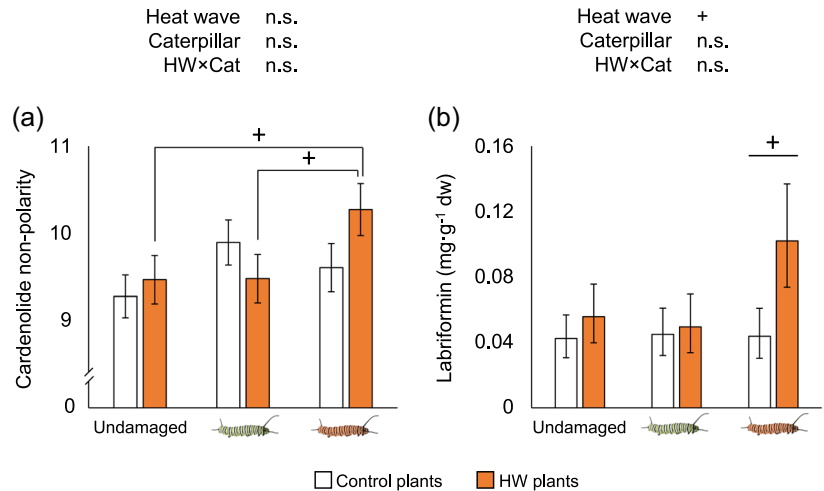 Heat wave n.s.
Caterpillar n.s.
HW×Cat n.s.
Heat wave +
Caterpillar n.s.
HW×Cat n.s.
(a)
Cardenolide non-polarity
11
10
9
0
+
+
Undamaged
(b)
Labriformin (mg·g⁻¹ dw)
0.16
0.12
0.08
0.04
0
+
Undamaged
Control plants
HW plants